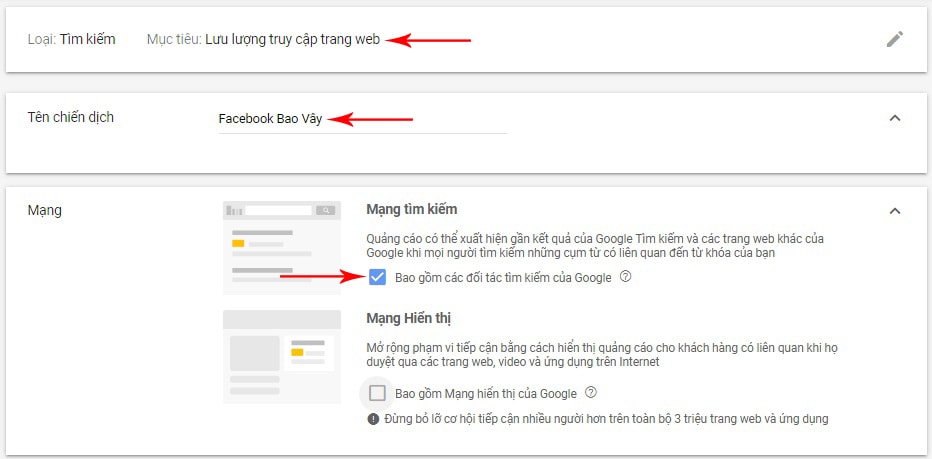 Loại: Tìm kiếm Mục tiêu: Lưu lượng truy cập trang web
Tên chiến dịch
Facebook Bao Vây
Mạng
Mạng tìm kiếm
Quảng cáo có thể xuất hiện gần kết quả của Google Tìm kiếm và các trang web khác của
Google khi mọi người tìm kiếm những cụm từ có liên quan đến từ khóa của bạn
Bao gồm các đối tác tìm kiếm của Google
Mạng Hiển thị
Mở rộng phạm vi tiếp cận bằng cách hiển thị quảng cáo cho khách hàng có liên quan khi họ
duyệt qua các trang web, video và ứng dụng trên Internet
Bao gồm Mạng hiển thị của Google
Đừng bỏ lỡ cơ hội tiếp cận nhiều người hơn trên toàn bộ 3 triệu trang web và ứng dụng